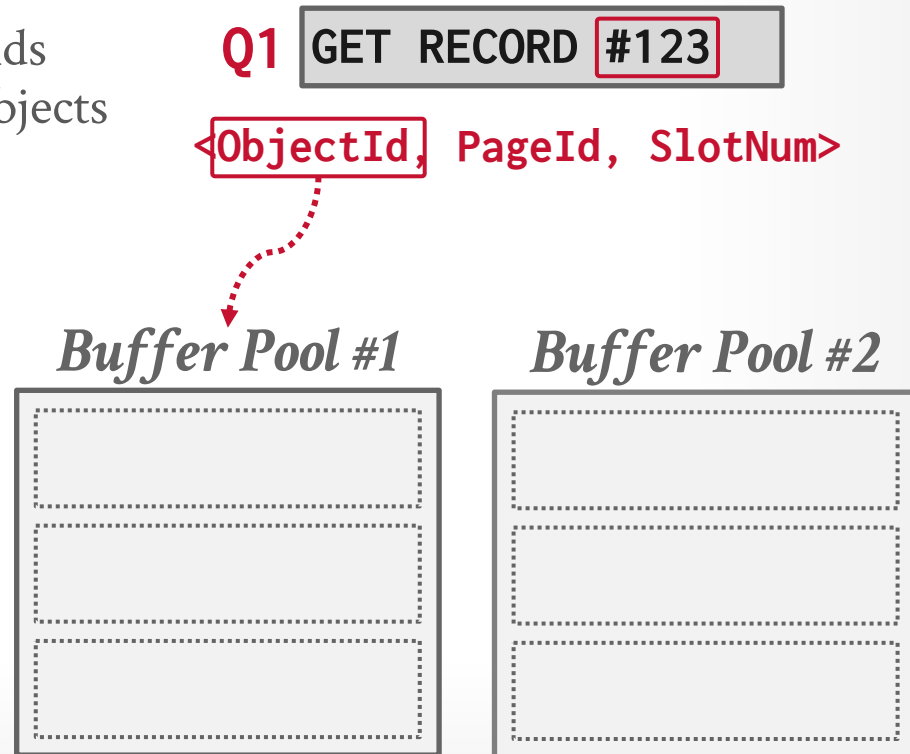 Q1 GET RECORD #123
<ObjectId, PageId, SlotNum>
Buffer Pool #1
Buffer Pool #2